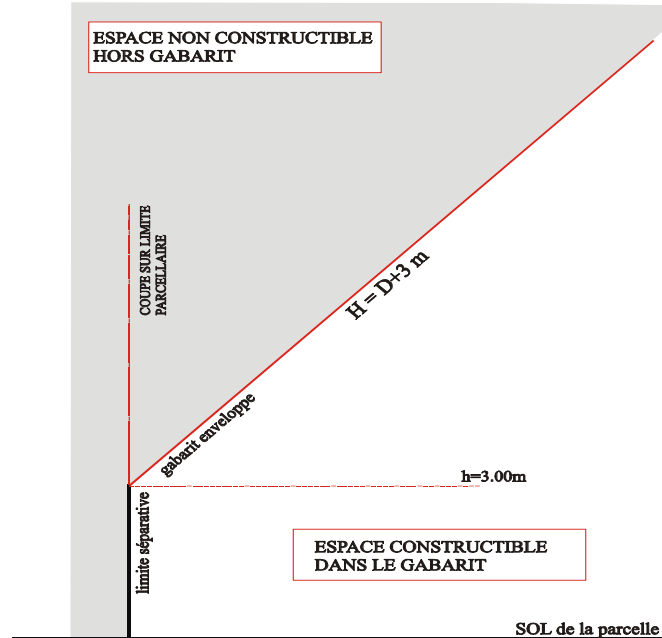 ESPACE NON CONSTRUCTIBLE
HORS GABARIT
COUPE SUR LIMITE
PARCELLAIRE
H = D+3 m
gabarit enveloppe
h=3.00m
limite séparative
ESPACE CONSTRUCTIBLE
DANS LE GABARIT
SOL de la parcelle